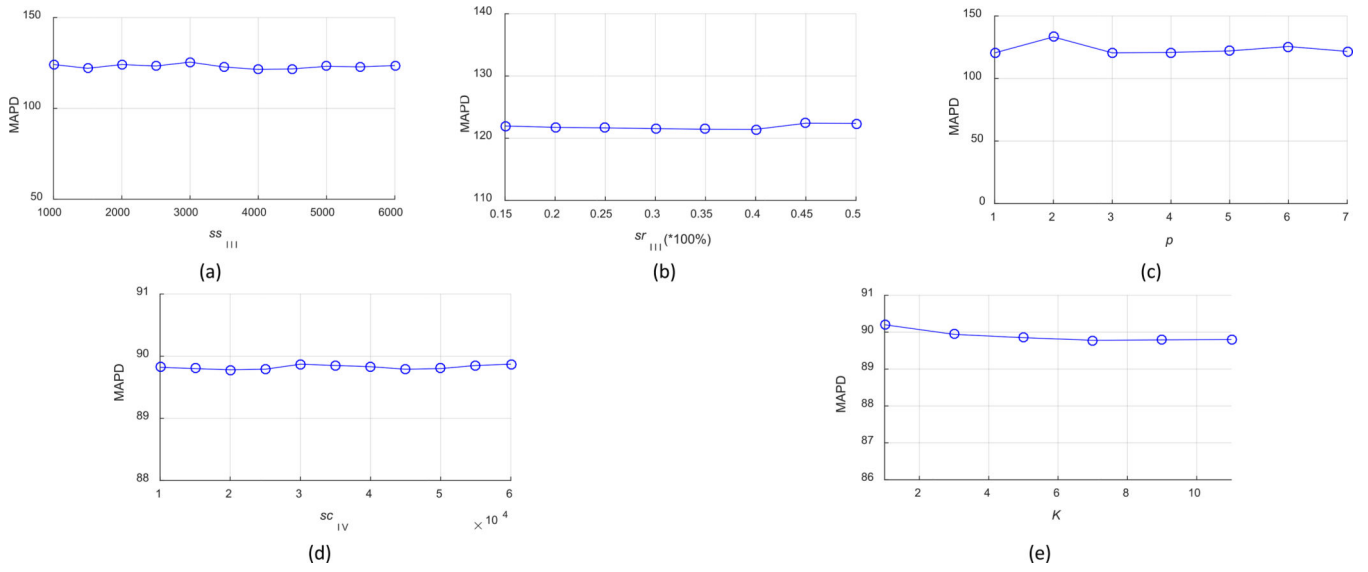 150
100
50
MAPD
1000 2000 3000 4000 5000 6000
ss III
(a)
140
130
120
110
MAPD
0.15 0.2 0.25 0.3 0.35 0.4 0.45 0.5
sr III (*100%)
(b)
150
100
50
0
MAPD
1 2 3 4 5 6 7
p
(c)
91
90
89
88
MAPD
1 2 3 4 5 6
× 10 4
sc IV
(d)
91
90
89
88
87
86
MAPD
2 4 6 8 10
K
(e)